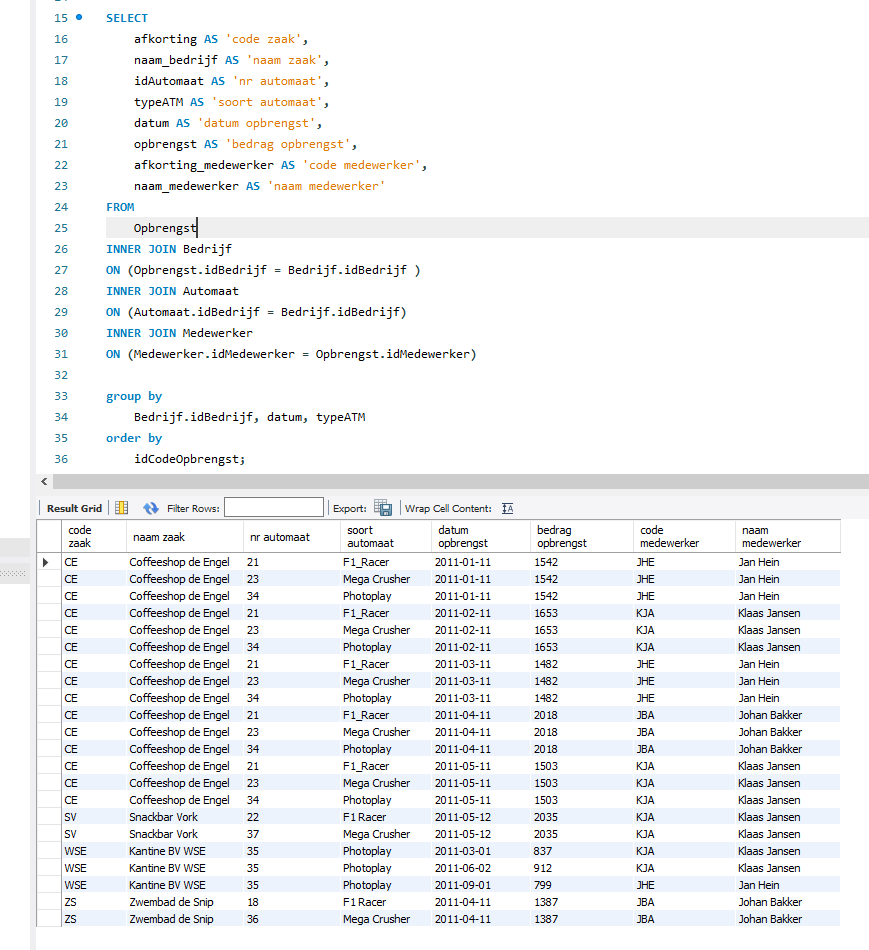 15 SELECT
16 afkorting AS 'code zaak',
17 naam_bedrijf AS 'naam zaak',
18 idAutomaat AS 'nr automaat',
19 typeATM AS 'soort automaat',
20 datum AS 'datum opbrengst',
21 opbrengst AS 'bedrag opbrengst',
22 afkorting_medewerker AS 'code medewerker',
23 naam_medewerker AS 'naam medewerker'
24 FROM
25 Opbrengst
26 INNER JOIN Bedrijf
27 ON (Opbrengst.idBedrijf = Bedrijf.idBedrijf )
28 INNER JOIN Automaat
29 ON (Automaat.idBedrijf = Bedrijf.idBedrijf)
30 INNER JOIN Medewerker
31 ON (Medewerker.idMedewerker = Opbrengst.idMedewerker)
32
33 group by
34 Bedrijf.idBedrijf, datum, typeATM
35 order by
36 idCodeOpbrengst;
Result Grid Filter Rows: Export: Wrap Cell Content:
code zaak naam zaak nr automaat soort automaat datum opbrengst bedrag opbrengst code medewerker naam medewerker
CE Coffeeshop de Engel 21 F1_Racer 2011-01-11 1542 JHE Jan Hein
CE Coffeeshop de Engel 23 Mega Crusher 2011-01-11 1542 JHE Jan Hein
CE Coffeeshop de Engel 34 Photoplay 2011-01-11 1542 JHE Jan Hein
CE Coffeeshop de Engel 21 F1_Racer 2011-02-11 1653 KJA Klaas Jansen
CE Coffeeshop de Engel 23 Mega Crusher 2011-02-11 1653 KJA Klaas Jansen
CE Coffeeshop de Engel 34 Photoplay 2011-02-11 1653 KJA Klaas Jansen
CE Coffeeshop de Engel 21 F1_Racer 2011-03-11 1482 JHE Jan Hein
CE Coffeeshop de Engel 23 Mega Crusher 2011-03-11 1482 JHE Jan Hein
CE Coffeeshop de Engel 34 Photoplay 2011-03-11 1482 JHE Jan Hein
CE Coffeeshop de Engel 21 F1_Racer 2011-04-11 2018 JBA Johan Bakker
CE Coffeeshop de Engel 23 Mega Crusher 2011-04-11 2018 JBA Johan Bakker
CE Coffeeshop de Engel 34 Photoplay 2011-04-11 2018 JBA Johan Bakker
CE Coffeeshop de Engel 21 F1_Racer 2011-05-11 1503 KJA Klaas Jansen
CE Coffeeshop de Engel 23 Mega Crusher 2011-05-11 1503 KJA Klaas Jansen
CE Coffeeshop de Engel 34 Photoplay 2011-05-11 1503 KJA Klaas Jansen
SV Snackbar Vork 22 F1 Racer 2011-05-12 2035 KJA Klaas Jansen
SV Snackbar Vork 37 Mega Crusher 2011-05-12 2035 KJA Klaas Jansen
WSE Kantine BV WSE 35 Photoplay 2011-03-01 837 KJA Klaas Jansen
WSE Kantine BV WSE 35 Photoplay 2011-06-02 912 KJA Klaas Jansen
WSE Kantine BV WSE 35 Photoplay 2011-09-01 799 JHE Jan Hein
ZS Zwembad de Snip 18 F1 Racer 2011-04-11 1387 JBA Johan Bakker
ZS Zwembad de Snip 36 Mega Crusher 2011-04-11 1387 JBA Johan Bakker